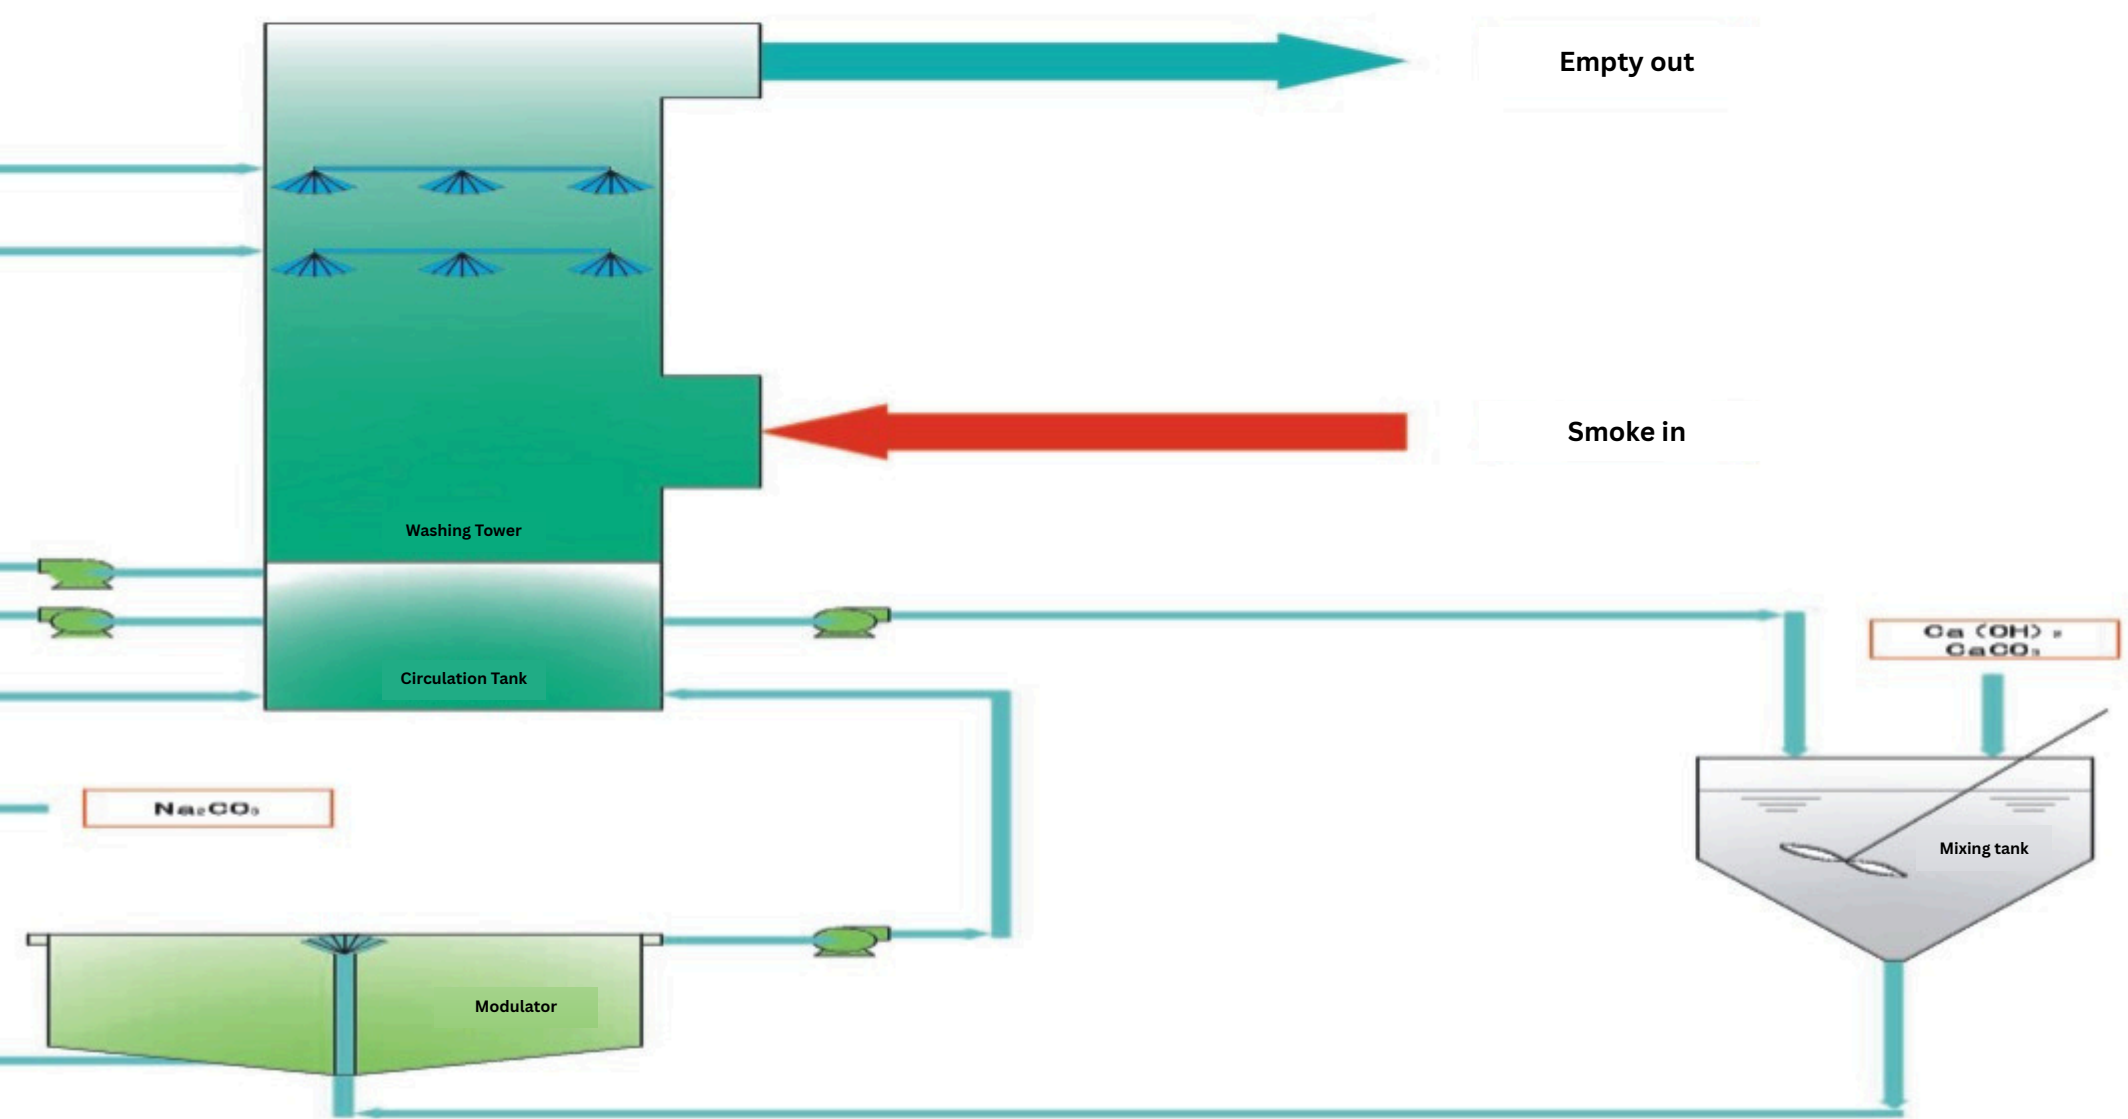 Empty out
Smoke in
Washing Tower
Circulation Tank
Ca (OH) ₂
CaCO₃
Na₂CO₃
Mixing tank
Modulator